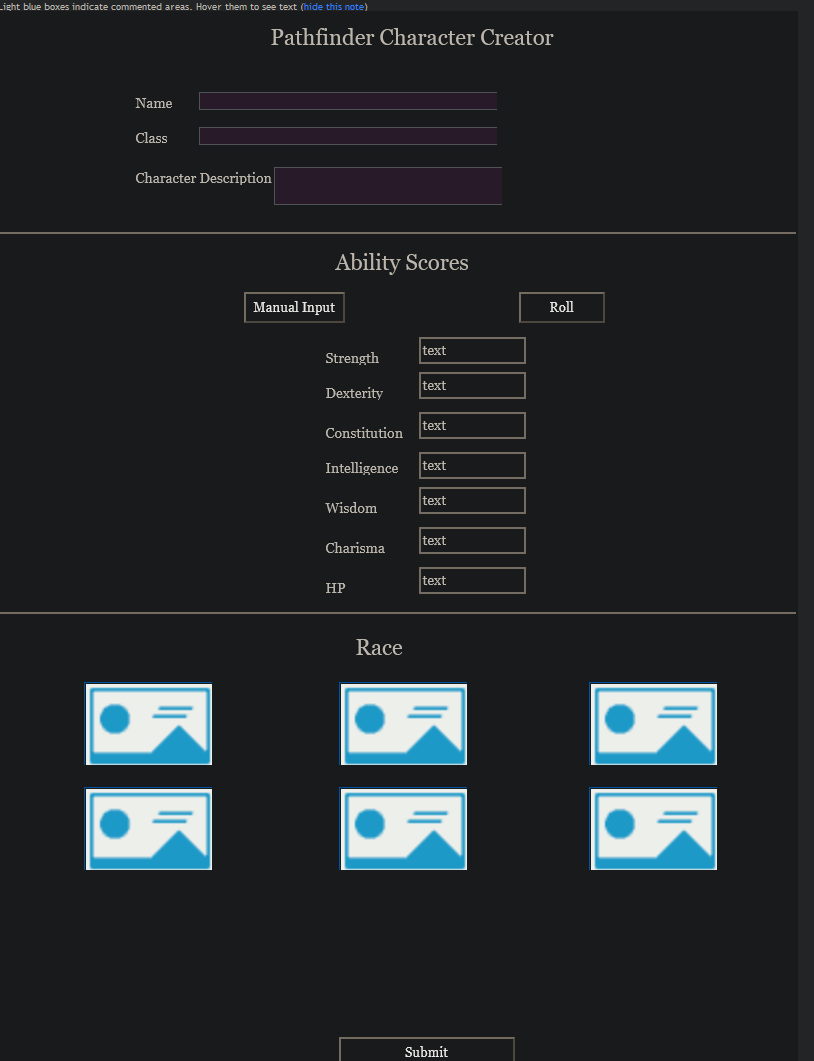 Light blue boxes indicate commented areas. Hover them to see text (hide this note)
Pathfinder Character Creator
Name
Class
Character Description
Ability Scores
Manual Input Roll
Strength text
Dexterity text
Constitution text
Intelligence text
Wisdom text
Charisma text
HP text
Race
Submit